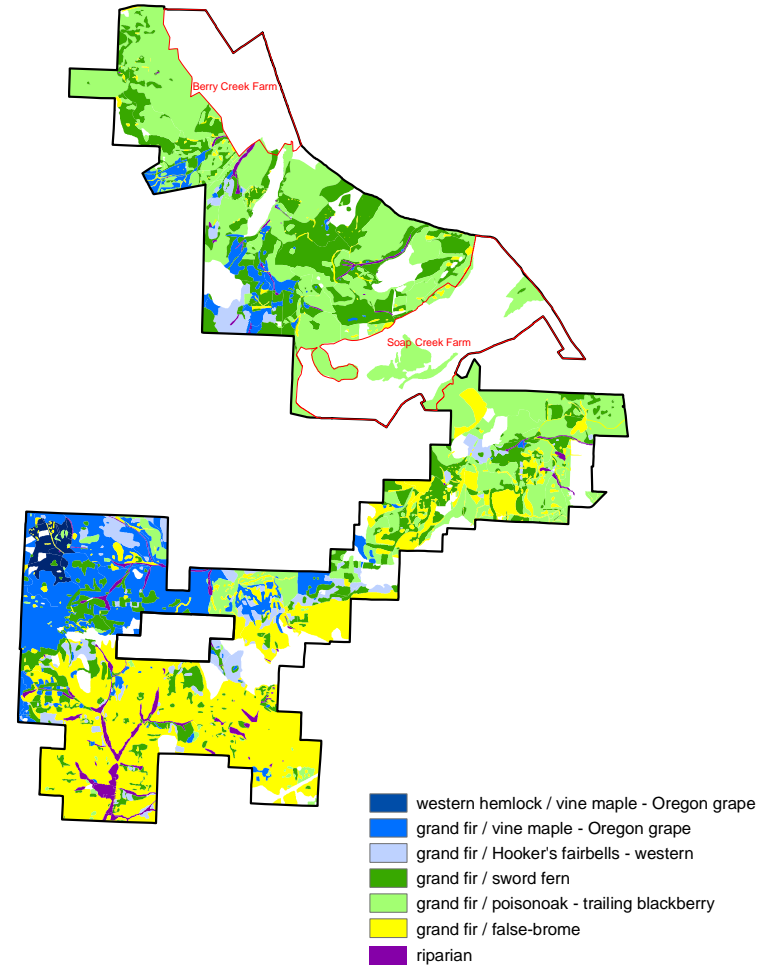 Berry Creek Farm
Soap Creek Farm
western hemlock / vine maple - Oregon grape
grand fir / vine maple - Oregon grape
grand fir / Hooker's fairbells - western
grand fir / sword fern
grand fir / poisonoak - trailing blackberry
grand fir / false-brome
riparian